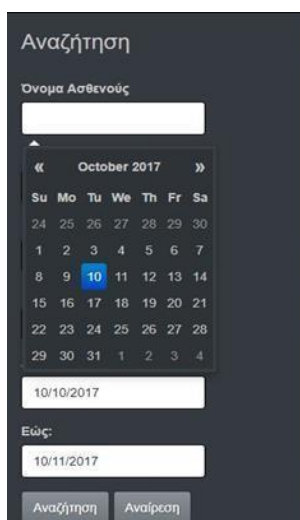 Αναζήτηση
Όνομα Ασθενούς
« October 2017 »
Su Mo Tu We Th Fr Sa
24 25 26 27 28 29 30
1 2 3 4 5 6 7
8 9 10 11 12 13 14
15 16 17 18 19 20 21
22 23 24 25 26 27 28
29 30 31 1 2 3 4
10/10/2017
Εώς:
10/11/2017
Αναζήτηση Αναίρεση